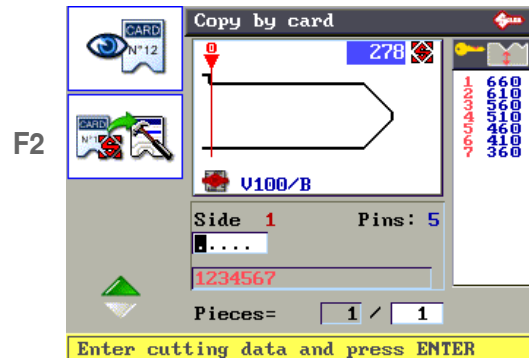 Copy by card
CARD
N°12
0
278
1 660
2 610
3 560
4 510
5 460
6 410
7 360
F2
CARD
N°1
V100/B
Side 1 Pins: 5
.....
1234567
Pieces= 1 / 1
Enter cutting data and press ENTER